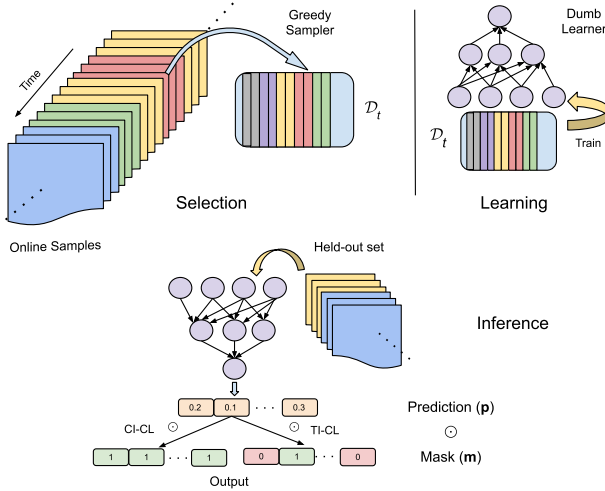 Greedy
Sampler
Time
𝒟t
Selection
Online Samples
Dumb
Learner
𝒟t
Train
Learning
Held-out set
Inference
0.2 0.1 · · · 0.3
CI-CL ⊙ ⊙ TI-CL
1 1 · · · 1
0 1 · · · 0
Output
Prediction (p)
⊙
Mask (m)